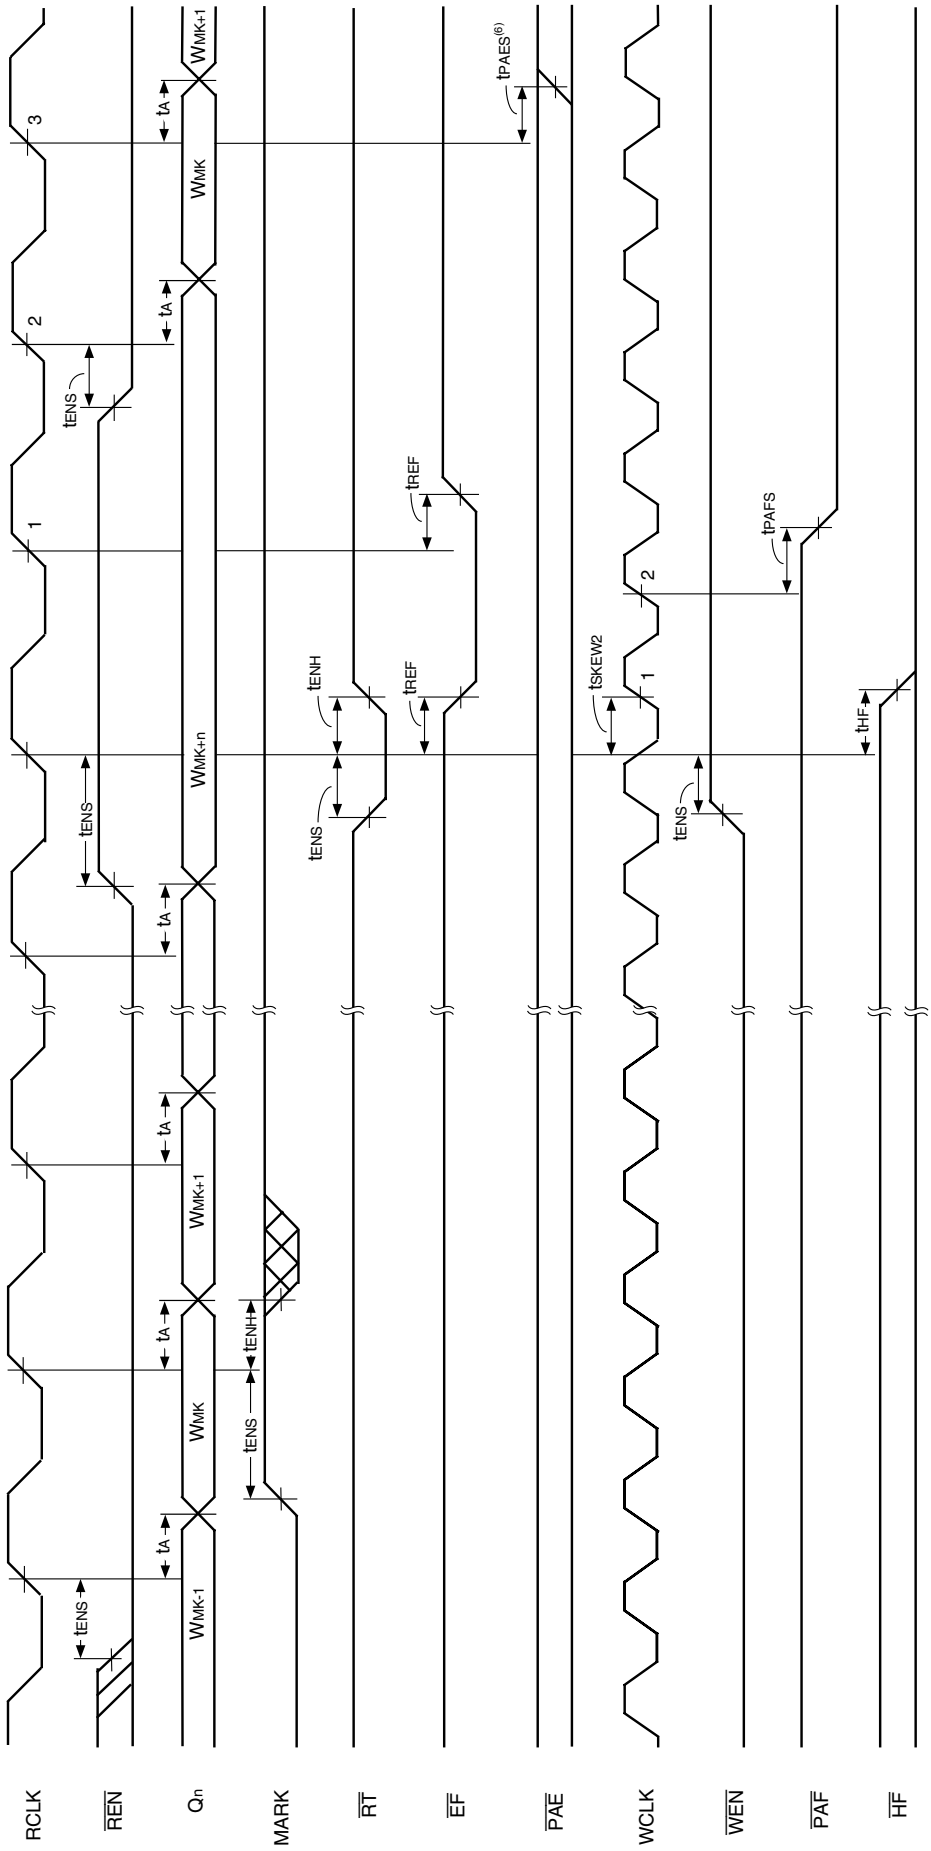 RCLK 1 2 3
tENS tENS tENS
REN
tA tA tA tA tA tA
Qn WMK-1 WMK WMK+1 WMK+n WMK WMK+1
tENS tENH
MARK
tENS tENH
RT
tREF tREF
EF
tPAES(6)
PAE
tSKEW2
WCLK 1 2
tENS
WEN
tPAFS
PAF
tHF
HF